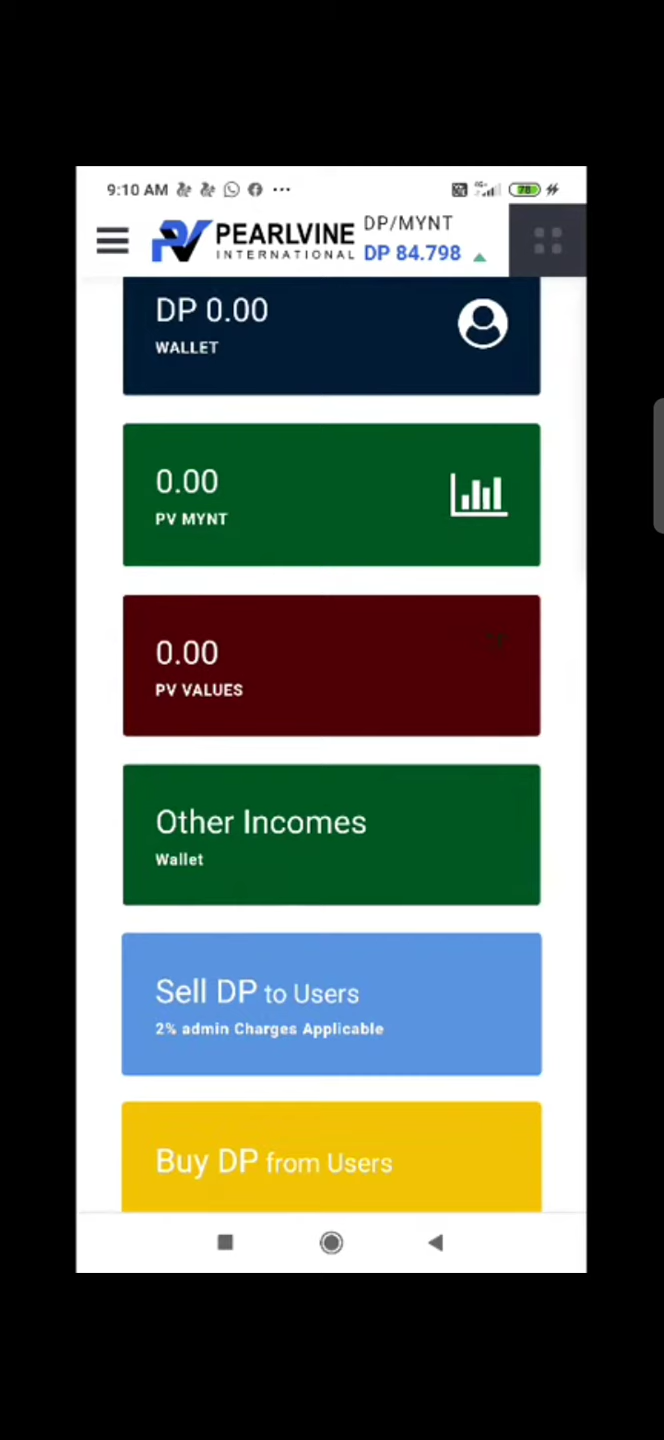 9:10 AM ...
78
PEARLVINE
INTERNATIONAL
DP/MYNT
DP 84.798
DP 0.00
WALLET
0.00
PV MYNT
0.00
PV VALUES
Other Incomes
Wallet
Sell DP to Users
2% admin Charges Applicable
Buy DP from Users